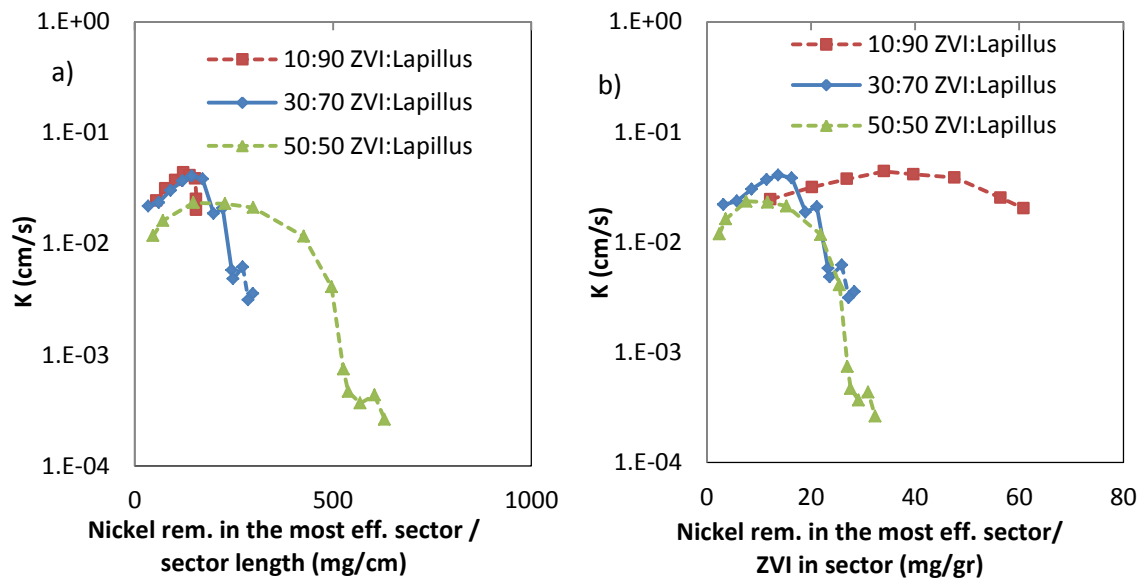 a)
10:90 ZVI:Lapillus
30:70 ZVI:Lapillus
50:50 ZVI:Lapillus
1.E+00
1.E-01
1.E-02
1.E-03
1.E-04
K (cm/s)
0
500
1000
Nickel rem. in the most eff. sector /
sector length (mg/cm)
b)
10:90 ZVI:Lapillus
30:70 ZVI:Lapillus
50:50 ZVI:Lapillus
1.E+00
1.E-01
1.E-02
1.E-03
1.E-04
K (cm/s)
0
20
40
60
80
Nickel rem. in the most eff. sector/
ZVI in sector (mg/gr)